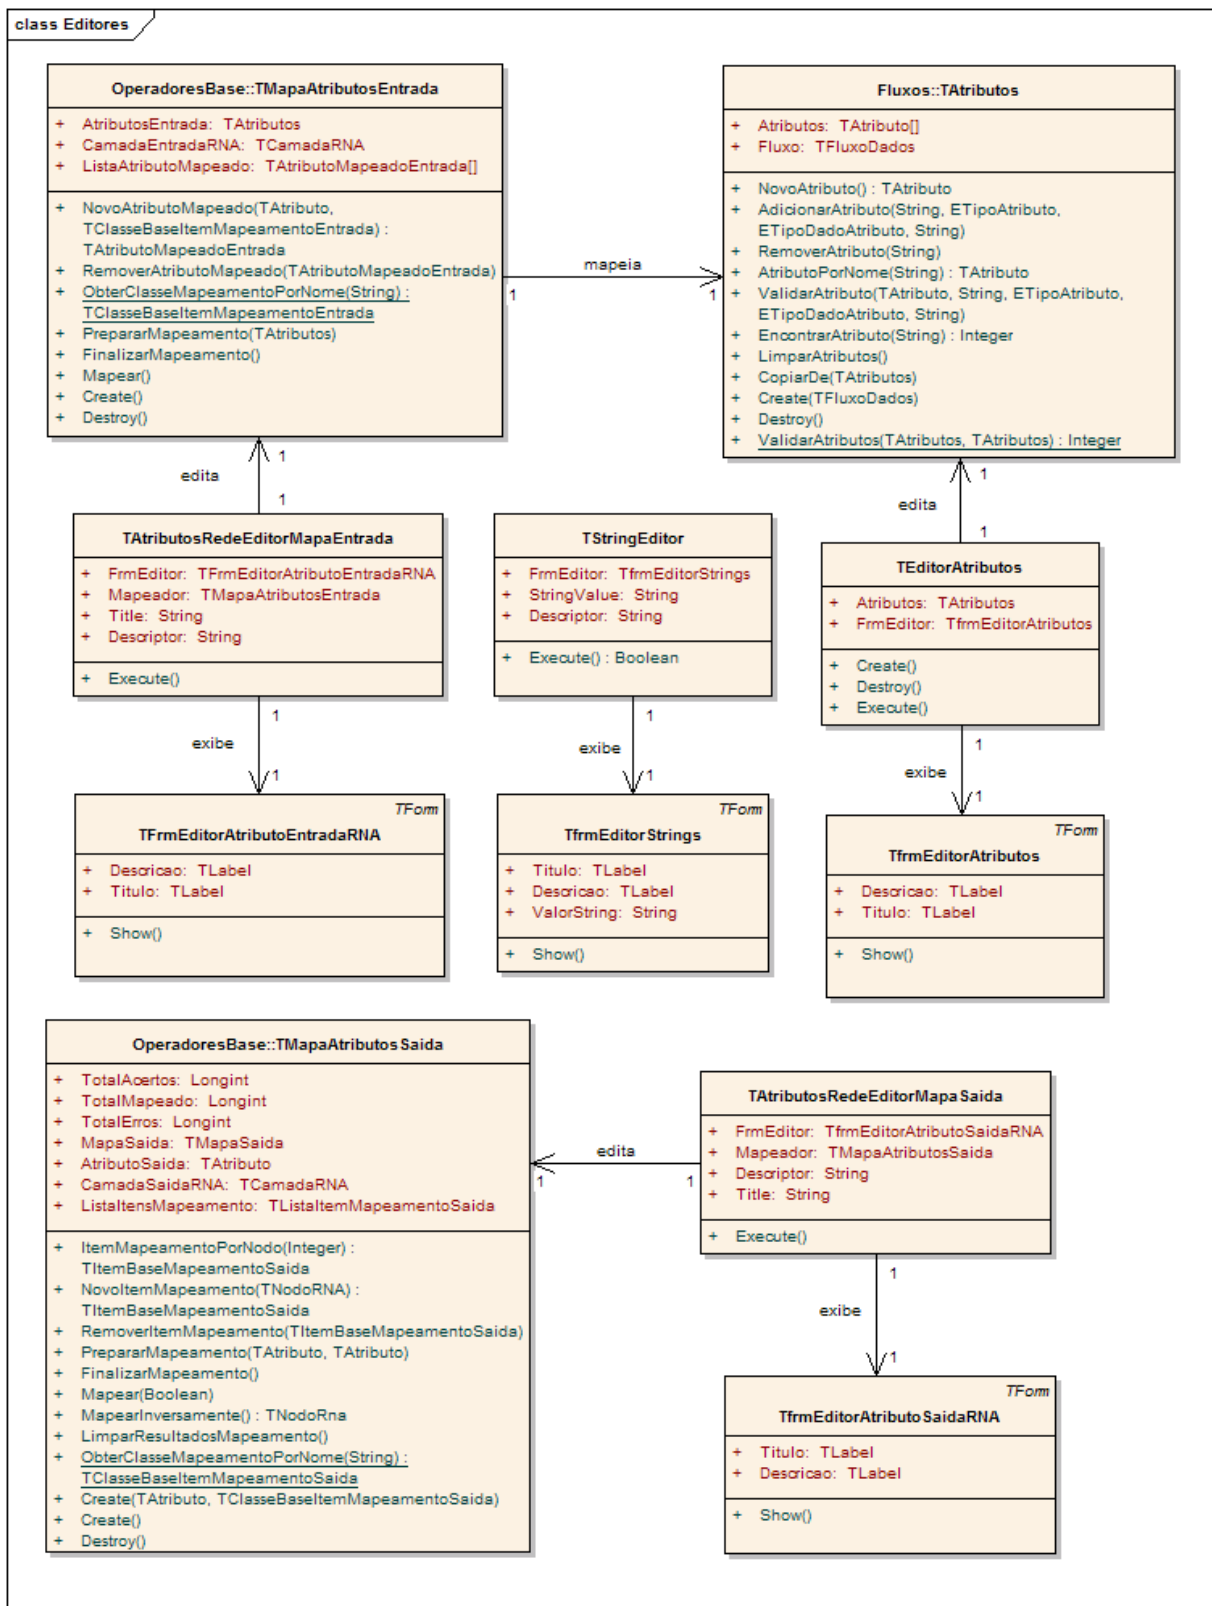 class Editores
OperadoresBase::TMapaAtributosEntrada
+ AtributosEntrada: TAtributos
+ CamadaEntradaRNA: TCamadaRNA
+ ListaAtributoMapeado: TAtributoMapeadoEntrada[]
+ NovoAtributoMapeado(TAtributo,
TClasseBaseItemMapeamentoEntrada) :
TAtributoMapeadoEntrada
+ RemoverAtributoMapeado(TAtributoMapeadoEntrada)
+ ObterClasseMapeamentoPorNome(String) :
TClasseBaseItemMapeamentoEntrada
+ PrepararMapeamento(TAtributos)
+ FinalizarMapeamento()
+ Mapear()
+ Create()
+ Destroy()
mapeia
1
1
Fluxos::TAtributos
+ Atributos: TAtributo[]
+ Fluxo: TFluxoDados
+ NovoAtributo() : TAtributo
+ AdicionarAtributo(String, ETipoAtributo,
ETipoDadoAtributo, String)
+ RemoverAtributo(String)
+ AtributoPorNome(String) : TAtributo
+ ValidarAtributo(TAtributo, String, ETipoAtributo,
ETipoDadoAtributo, String)
+ EncontrarAtributo(String) : Integer
+ LimparAtributos()
+ CopiarDe(TAtributos)
+ Create(TFluxoDados)
+ Destroy()
+ ValidarAtributos(TAtributos, TAtributos) : Integer
1
edita
1
1
edita
1
TAtributosRedeEditorMapaEntrada
+ FrmEditor: TFrmEditorAtributoEntradaRNA
+ Mapeador: TMapaAtributosEntrada
+ Title: String
+ Descriptor: String
+ Execute()
TStringEditor
+ FrmEditor: TfrmEditorStrings
+ StringValue: String
+ Descriptor: String
+ Execute() : Boolean
TEditorAtributos
+ Atributos: TAtributos
+ FrmEditor: TfrmEditorAtributos
+ Create()
+ Destroy()
+ Execute()
1
exibe
1
1
exibe
1
1
exibe
1
TForm
TFrmEditorAtributoEntradaRNA
+ Descricao: TLabel
+ Titulo: TLabel
+ Show()
TForm
TfrmEditorStrings
+ Titulo: TLabel
+ Descricao: TLabel
+ ValorString: String
+ Show()
TForm
TfrmEditorAtributos
+ Descricao: TLabel
+ Titulo: TLabel
+ Show()
OperadoresBase::TMapaAtributosSaida
+ TotalAcertos: Longint
+ TotalMapeado: Longint
+ TotalErros: Longint
+ MapaSaida: TMapaSaida
+ AtributoSaida: TAtributo
+ CamadaSaidaRNA: TCamadaRNA
+ ListaItensMapeamento: TListaItemMapeamentoSaida
+ ItemMapeamentoPorNodo(Integer) :
TItemBaseMapeamentoSaida
+ NovoItemMapeamento(TNodoRNA) :
TItemBaseMapeamentoSaida
+ RemoverItemMapeamento(TItemBaseMapeamentoSaida)
+ PrepararMapeamento(TAtributo, TAtributo)
+ FinalizarMapeamento()
+ Mapear(Boolean)
+ MapearInversamente() : TNodoRna
+ LimparResultadosMapeamento()
+ ObterClasseMapeamentoPorNome(String) :
TClasseBaseItemMapeamentoSaida
+ Create(TAtributo, TClasseBaseItemMapeamentoSaida)
+ Create()
+ Destroy()
edita
1
1
TAtributosRedeEditorMapaSaida
+ FrmEditor: TfrmEditorAtributoSaidaRNA
+ Mapeador: TMapaAtributosSaida
+ Descriptor: String
+ Title: String
+ Execute()
1
exibe
1
TForm
TfrmEditorAtributoSaidaRNA
+ Titulo: TLabel
+ Descricao: TLabel
+ Show()